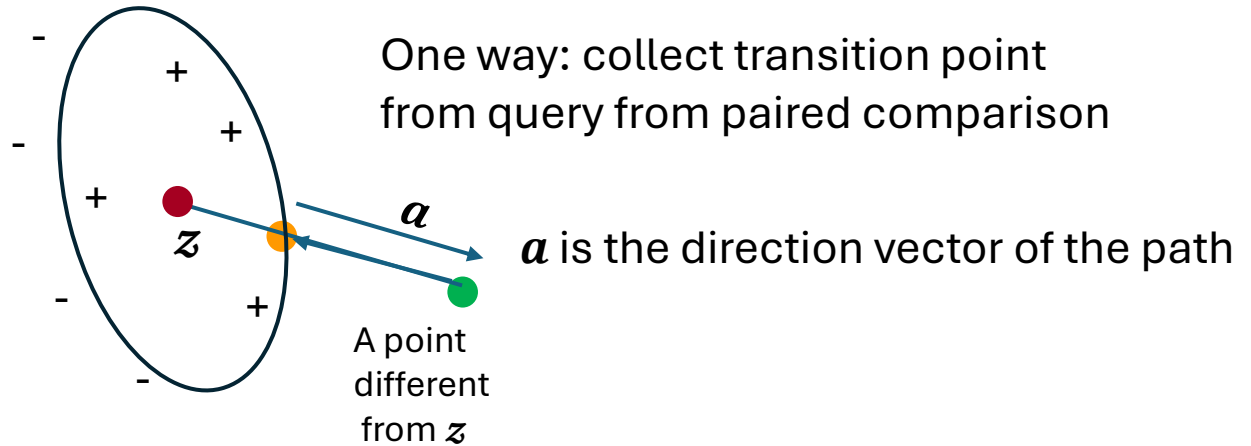 One way: collect transition point
from query from paired comparison
-
+
-
+
+
z
a
a is the direction vector of the path
-
+
-
A point
different
from z